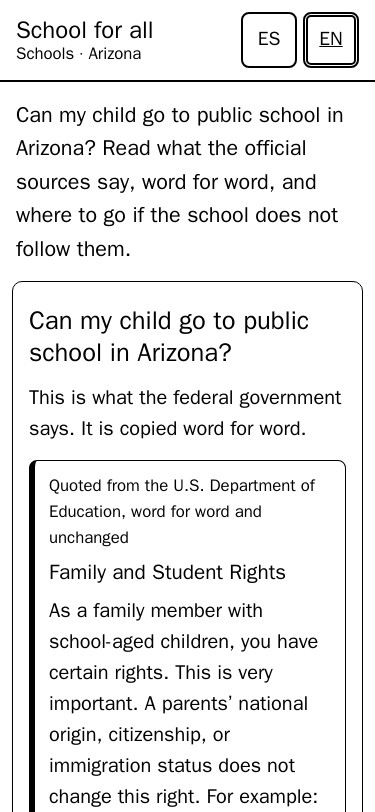 School for all
Schools · Arizona
ES
EN
Can my child go to public school in
Arizona? Read what the official
sources say, word for word, and
where to go if the school does not
follow them.
Can my child go to public
school in Arizona?
This is what the federal government
says. It is copied word for word.
Quoted from the U.S. Department of
Education, word for word and
unchanged
Family and Student Rights
As a family member with
school-aged children, you have
certain rights. This is very
important. A parents’ national
origin, citizenship, or
immigration status does not
change this right. For example: